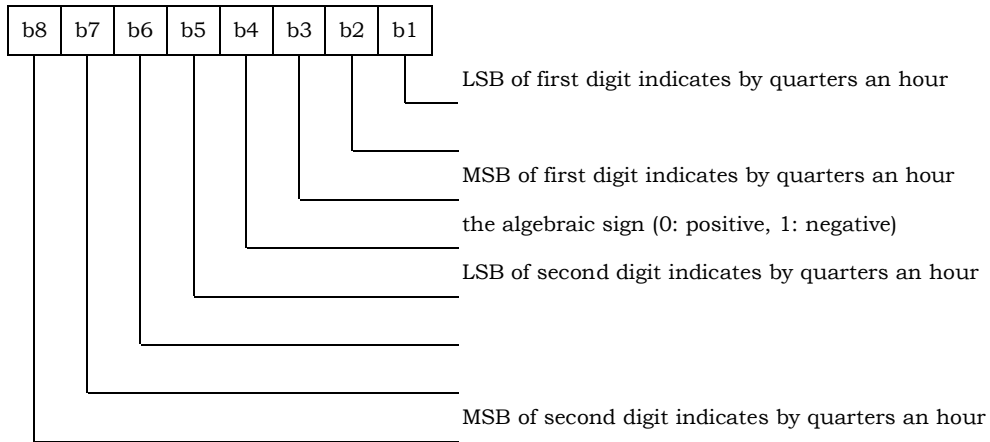 b8 b7 b6 b5 b4 b3 b2 b1
LSB of first digit indicates by quarters an hour
MSB of first digit indicates by quarters an hour
the algebraic sign (0: positive, 1: negative)
LSB of second digit indicates by quarters an hour
MSB of second digit indicates by quarters an hour